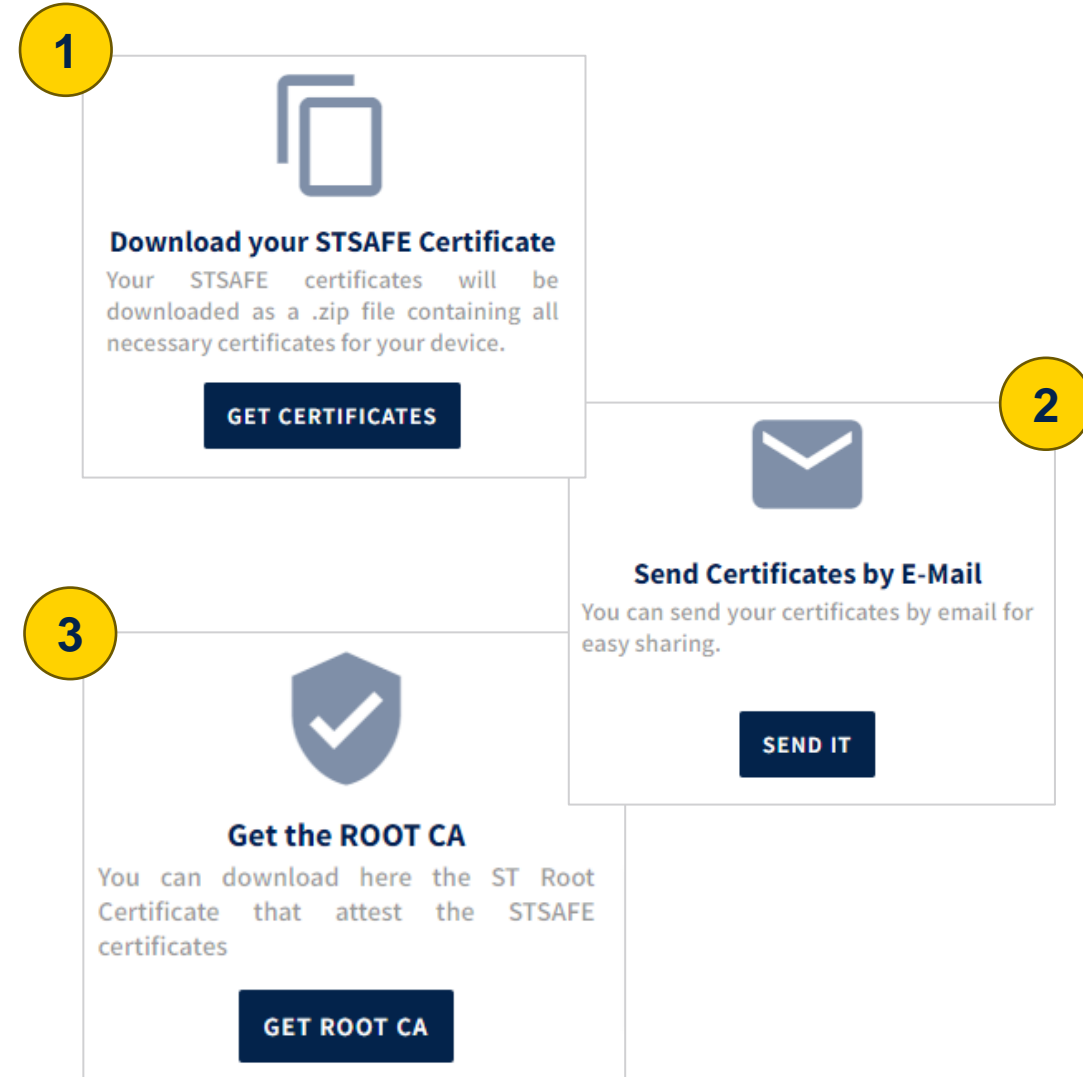 1
Download your STSAFE Certificate
Your STSAFE certificates will be
downloaded as a .zip file containing all
necessary certificates for your device.
GET CERTIFICATES
2
Send Certificates by E-Mail
You can send your certificates by email for
easy sharing.
SEND IT
3
Get the ROOT CA
You can download here the ST Root
Certificate that attest the STSAFE
certificates
GET ROOT CA